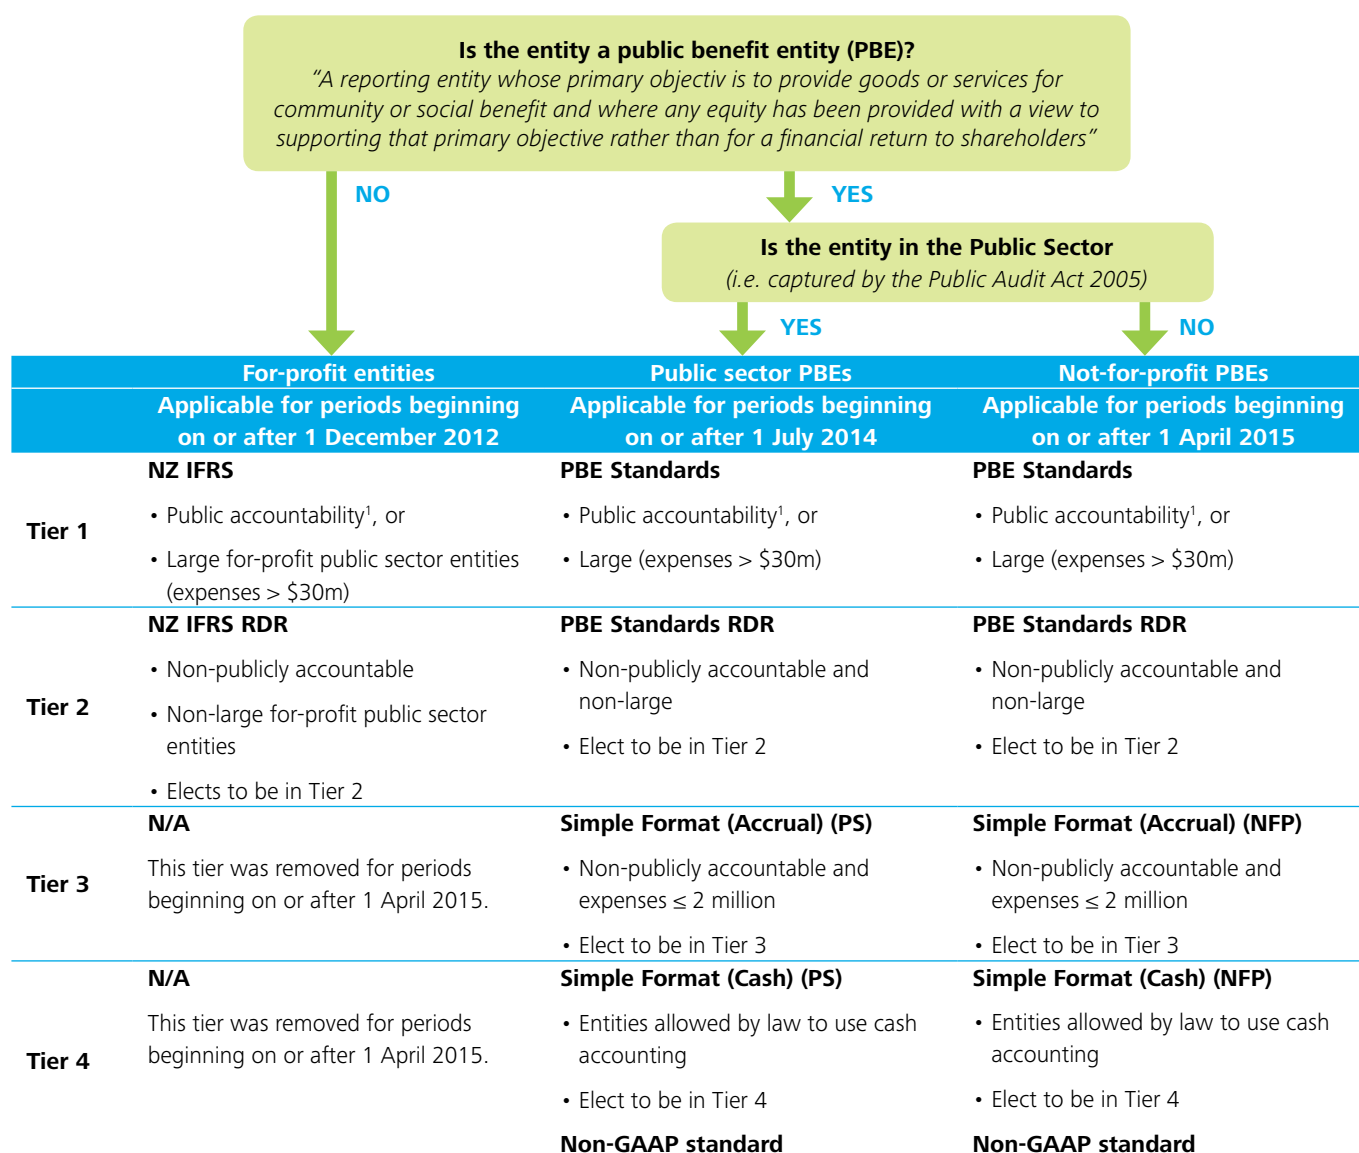 Is the entity a public benefit entity (PBE)?
“A reporting entity whose primary objectiv is to provide goods or services for
community or social benefit and where any equity has been provided with a view to
supporting that primary objective rather than for a financial return to shareholders”
NO
YES
Is the entity in the Public Sector
(i.e. captured by the Public Audit Act 2005)
YES
NO
For-profit entities
Public sector PBEs
Not-for-profit PBEs
Applicable for periods beginning
on or after 1 December 2012
Applicable for periods beginning
on or after 1 July 2014
Applicable for periods beginning
on or after 1 April 2015
Tier 1
NZ IFRS
• Public accountability¹, or
• Large for-profit public sector entities
(expenses > $30m)
PBE Standards
• Public accountability¹, or
• Large (expenses > $30m)
PBE Standards
• Public accountability¹, or
• Large (expenses > $30m)
Tier 2
NZ IFRS RDR
• Non-publicly accountable
• Non-large for-profit public sector
entities
• Elects to be in Tier 2
PBE Standards RDR
• Non-publicly accountable and
non-large
• Elect to be in Tier 2
PBE Standards RDR
• Non-publicly accountable and
non-large
• Elect to be in Tier 2
Tier 3
N/A
This tier was removed for periods
beginning on or after 1 April 2015.
Simple Format (Accrual) (PS)
• Non-publicly accountable and
expenses ≤ 2 million
• Elect to be in Tier 3
Simple Format (Accrual) (NFP)
• Non-publicly accountable and
expenses ≤ 2 million
• Elect to be in Tier 3
Tier 4
N/A
This tier was removed for periods
beginning on or after 1 April 2015.
Simple Format (Cash) (PS)
• Entities allowed by law to use cash
accounting
• Elect to be in Tier 4
Non-GAAP standard
Simple Format (Cash) (NFP)
• Entities allowed by law to use cash
accounting
• Elect to be in Tier 4
Non-GAAP standard